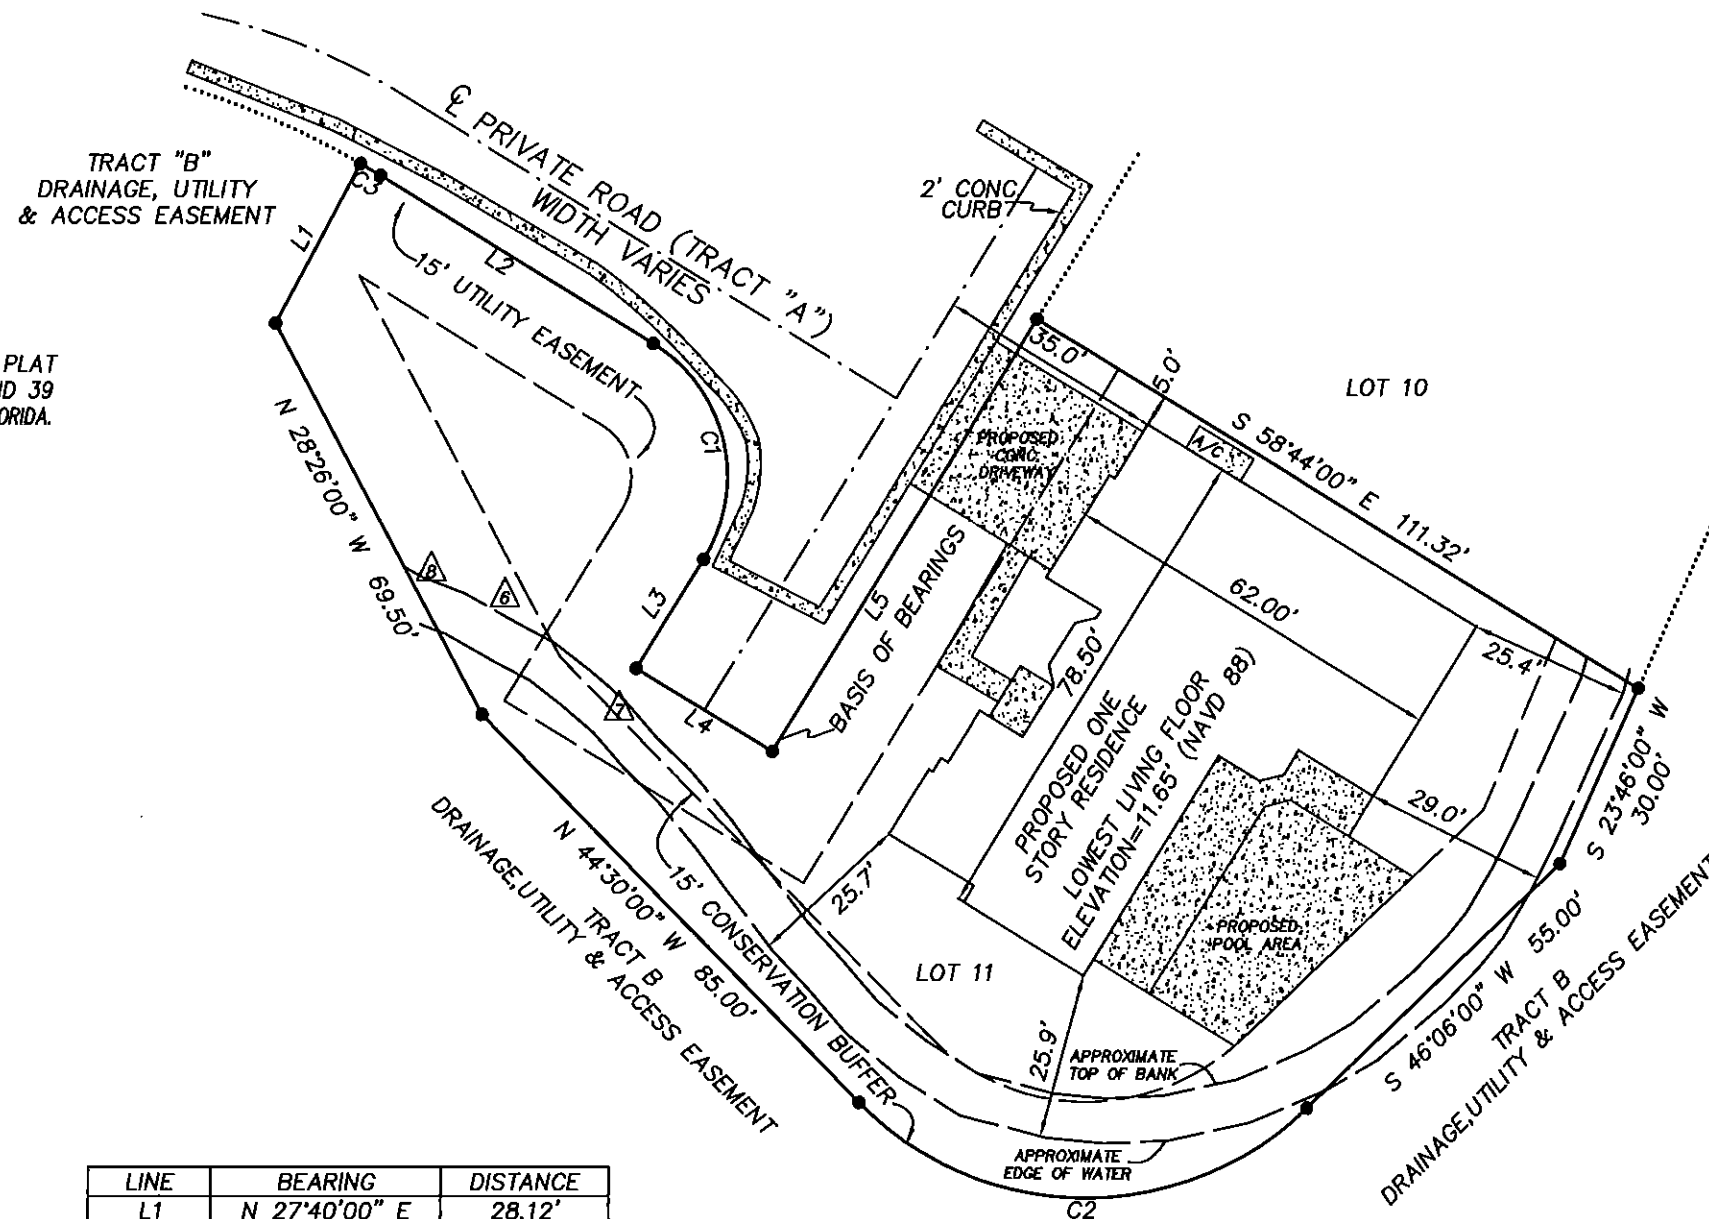 ℄ PRIVATE ROAD (TRACT "A")
WIDTH VARIES
TRACT "B"
DRAINAGE, UTILITY
& ACCESS EASEMENT
C3
L1
L2
15' UTILITY EASEMENT
2' CONC
CURB
PLAT
39
35.0'
5.0'
LOT 10
A/C
S 58°44'00" E 111.32'
C1
PROPOSED
CONC
DRIVEWAY
N 28°26'00" W 69.50'
8
6
7
L3
L4
L5
BASIS OF BEARINGS
62.00'
78.50'
25.4"
PROPOSED ONE
STORY RESIDENCE
LOWEST LIVING FLOOR
ELEVATION=11.65' (NAVD 88)
29.0'
S 23°46'00" W
30.00'
N 44°30'00" W 85.00'
TRACT B
DRAINAGE,UTILITY & ACCESS EASEMENT
15' CONSERVATION BUFFER
25.7'
LOT 11
PROPOSED
POOL AREA
25.9'
APPROXIMATE
TOP OF BANK
S 46°06'00" W 55.00'
TRACT B
DRAINAGE,UTILITY & ACCESS EASEMENT
APPROXIMATE
EDGE OF WATER
C2
LINE BEARING DISTANCE
L1 N 27°40'00" E 28.12'